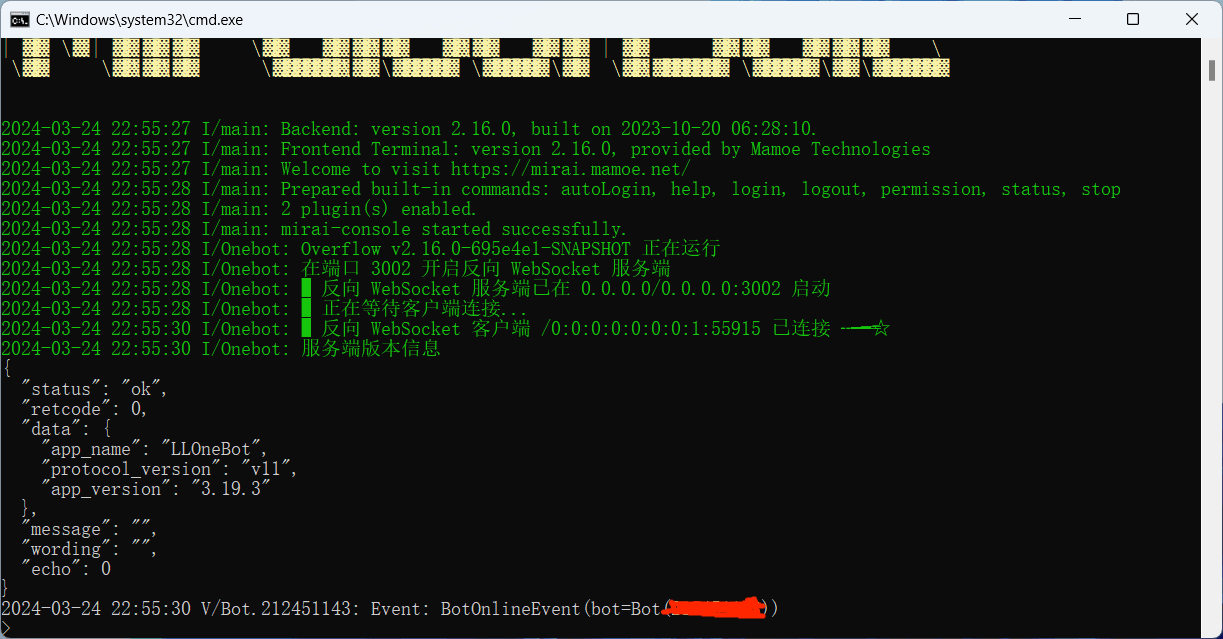 C:\Windows\system32\cmd.exe
2024-03-24 22:55:27 I/main: Backend: version 2.16.0, built on 2023-10-20 06:28:10.
2024-03-24 22:55:27 I/main: Frontend Terminal: version 2.16.0, provided by Mamoe Technologies
2024-03-24 22:55:27 I/main: Welcome to visit https://mirai.mamoe.net/
2024-03-24 22:55:28 I/main: Prepared built-in commands: autoLogin, help, login, logout, permission, status, stop
2024-03-24 22:55:28 I/main: 2 plugin(s) enabled.
2024-03-24 22:55:28 I/main: mirai-console started successfully.
2024-03-24 22:55:28 I/Onebot: Overflow v2.16.0-695e4e1-SNAPSHOT 正在运行
2024-03-24 22:55:28 I/Onebot: 在端口 3002 开启反向 WebSocket 服务端
2024-03-24 22:55:28 I/Onebot: █ 反向 WebSocket 服务端已在 0.0.0.0/0.0.0.0:3002 启动
2024-03-24 22:55:28 I/Onebot: █ 正在等待客户端连接...
2024-03-24 22:55:30 I/Onebot: █ 反向 WebSocket 客户端 /0:0:0:0:0:0:0:1:55915 已连接 ──☆
2024-03-24 22:55:30 I/Onebot: 服务端版本信息
{
"status": "ok",
"retcode": 0,
"data": {
"app_name": "LLOneBot",
"protocol_version": "v11",
"app_version": "3.19.3"
},
"message": "",
"wording": "",
"echo": 0
}
2024-03-24 22:55:30 V/Bot.212451143: Event: BotOnlineEvent(bot=Bot())
>